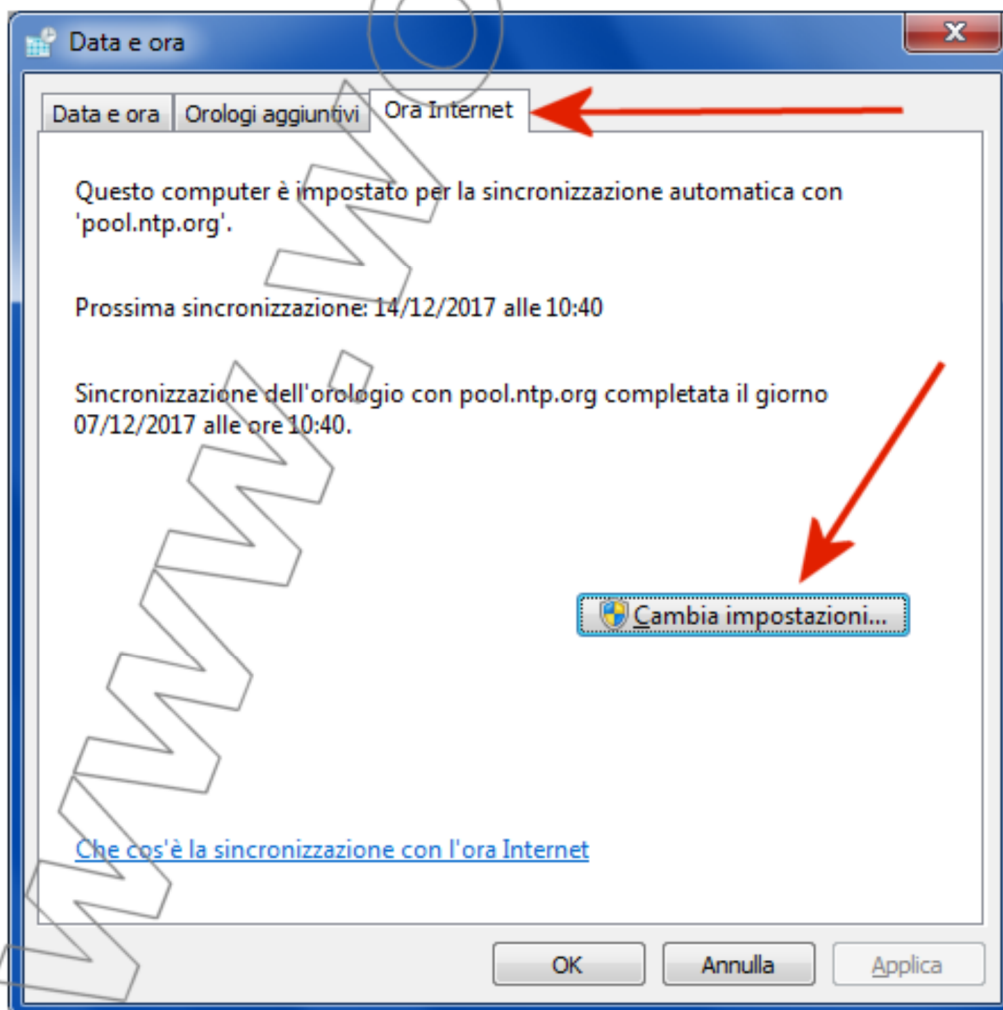 Data e ora
Data e ora Orologi aggiuntivi Ora Internet
Questo computer è impostato per la sincronizzazione automatica con
'pool.ntp.org'.
Prossima sincronizzazione: 14/12/2017 alle 10:40
Sincronizzazione dell'orologio con pool.ntp.org completata il giorno
07/12/2017 alle ore 10:40.
Cambia impostazioni...
Che cos'è la sincronizzazione con l'ora Internet
OK Annulla Applica
www.